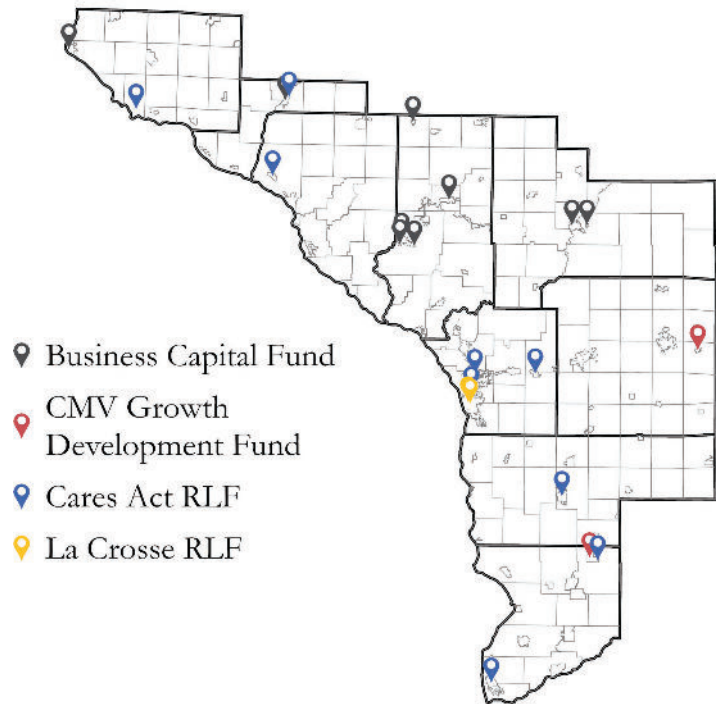 Business Capital Fund
CMV Growth
Development Fund
Cares Act RLF
La Crosse RLF